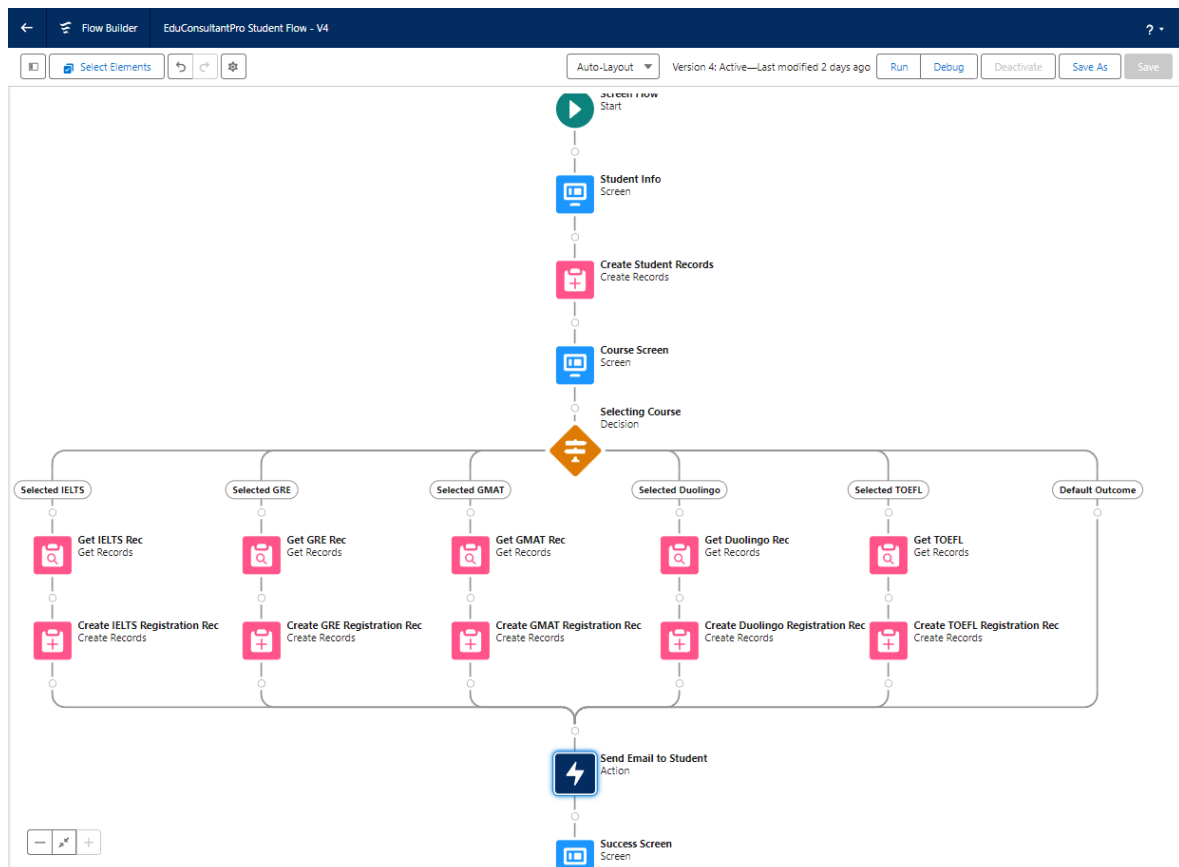 Flow Builder
EduConsultantPro Student Flow - V4
?
Select Elements
Auto-Layout
Version 4: Active—Last modified 2 days ago
Run
Debug
Deactivate
Save As
Save
Screen Flow
Start
Student Info
Screen
Create Student Records
Create Records
Course Screen
Screen
Selecting Course
Decision
Selected IELTS
Selected GRE
Selected GMAT
Selected Duolingo
Selected TOEFL
Default Outcome
Get IELTS Rec
Get Records
Get GRE Rec
Get Records
Get GMAT Rec
Get Records
Get Duolingo Rec
Get Records
Get TOEFL
Get Records
Create IELTS Registration Rec
Create Records
Create GRE Registration Rec
Create Records
Create GMAT Registration Rec
Create Records
Create Duolingo Registration Rec
Create Records
Create TOEFL Registration Rec
Create Records
Send Email to Student
Action
Success Screen
Screen